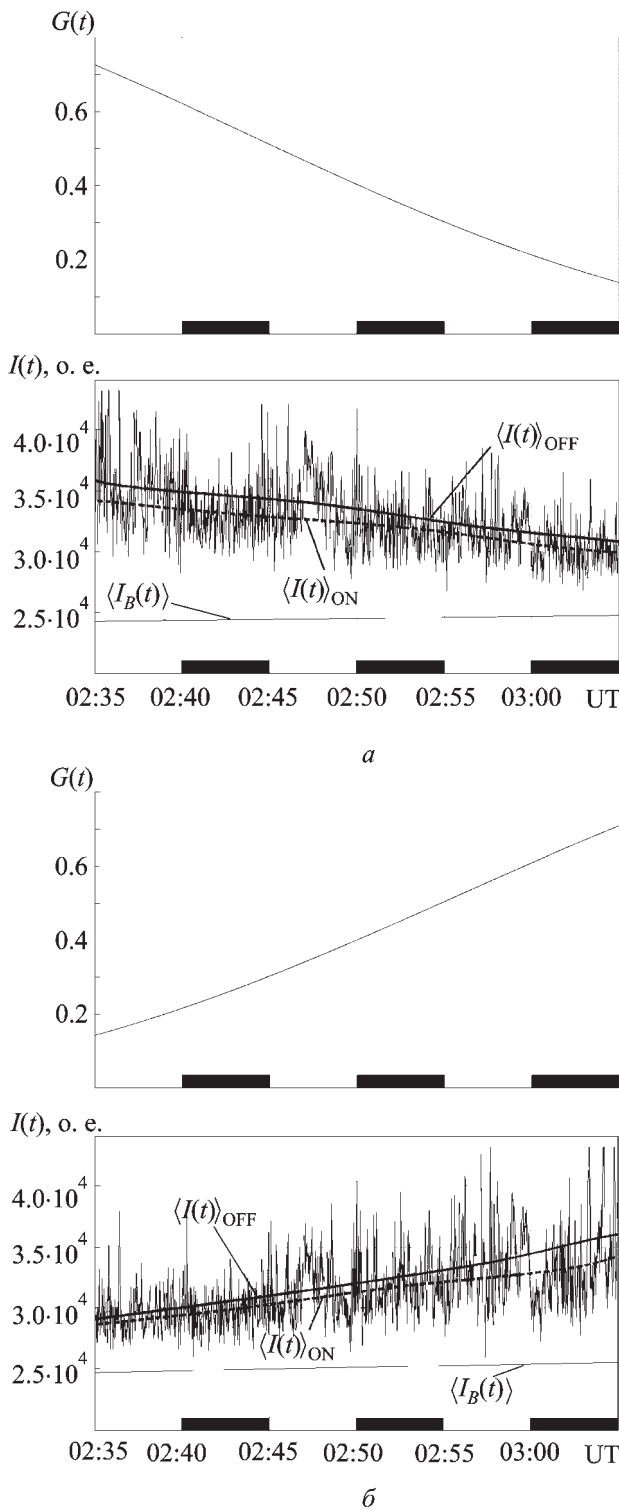 G(t)
0.6
0.4
0.2
I(t), о. е.
4.0·10⁴
⟨I(t)⟩OFF
3.5·10⁴
3.0·10⁴
⟨I_B(t)⟩
⟨I(t)⟩ON
2.5·10⁴
02:35 02:40 02:45 02:50 02:55 03:00 UT
а
G(t)
0.6
0.4
0.2
I(t), о. е.
4.0·10⁴
⟨I(t)⟩OFF
3.5·10⁴
3.0·10⁴
⟨I(t)⟩ON
2.5·10⁴
⟨I_B(t)⟩
02:35 02:40 02:45 02:50 02:55 03:00 UT
б